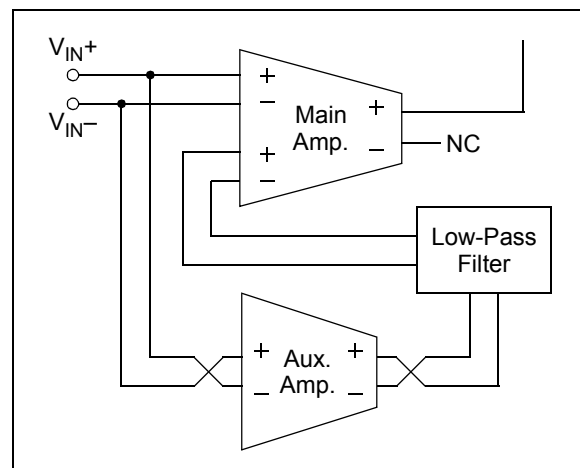 V_IN+
V_IN–
+
–
Main
Amp.
+
–
+
–
NC
Low-Pass
Filter
+
–
Aux.
Amp.
+
–